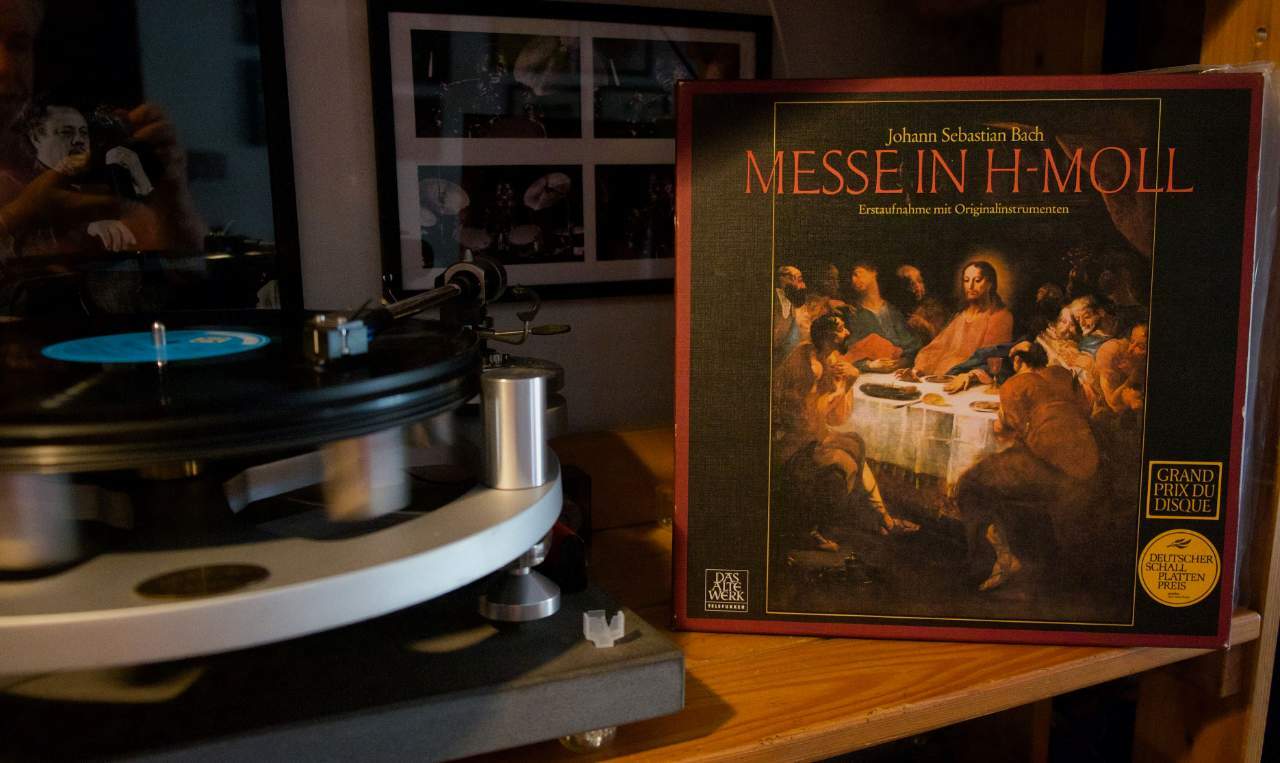 Johann Sebastian Bach
MESSE IN H-MOLL
Erstaufnahme mit Originalinstrumenten
GRAND
PRIX DU
DISQUE
DEUTSCHER
SCHALL
PLATTEN
PREIS
DAS
ALTE
WERK
TELEFUNKEN